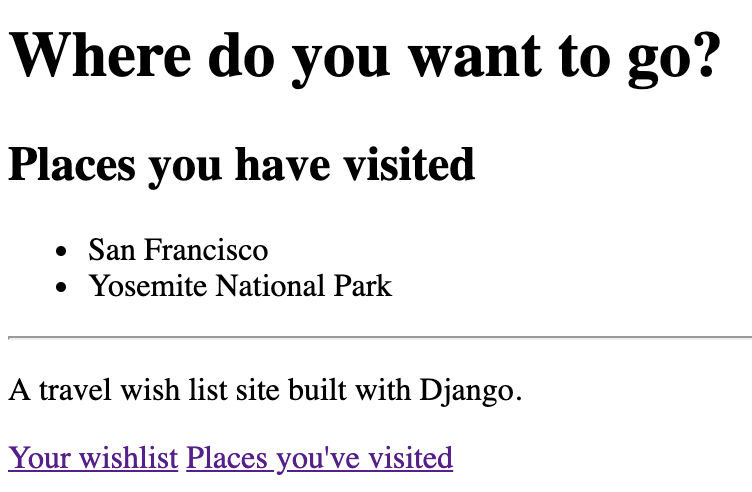 Where do you want to go?
Places you have visited
San Francisco
Yosemite National Park
A travel wish list site built with Django.
Your wishlist Places you've visited